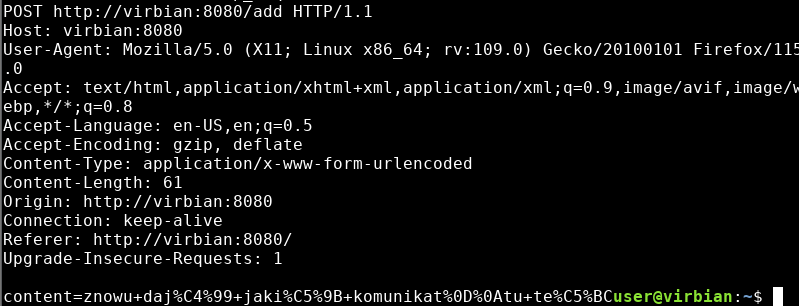 POST http://virbian:8080/add HTTP/1.1
Host: virbian:8080
User-Agent: Mozilla/5.0 (X11; Linux x86_64; rv:109.0) Gecko/20100101 Firefox/115
.0
Accept: text/html,application/xhtml+xml,application/xml;q=0.9,image/avif,image/w
ebp,*/*;q=0.8
Accept-Language: en-US,en;q=0.5
Accept-Encoding: gzip, deflate
Content-Type: application/x-www-form-urlencoded
Content-Length: 61
Origin: http://virbian:8080
Connection: keep-alive
Referer: http://virbian:8080/
Upgrade-Insecure-Requests: 1

content=znowu+daj%C4%99+jaki%C5%9B+komunikat%0D%0Atu+te%C5%BCuser@virbian:~$